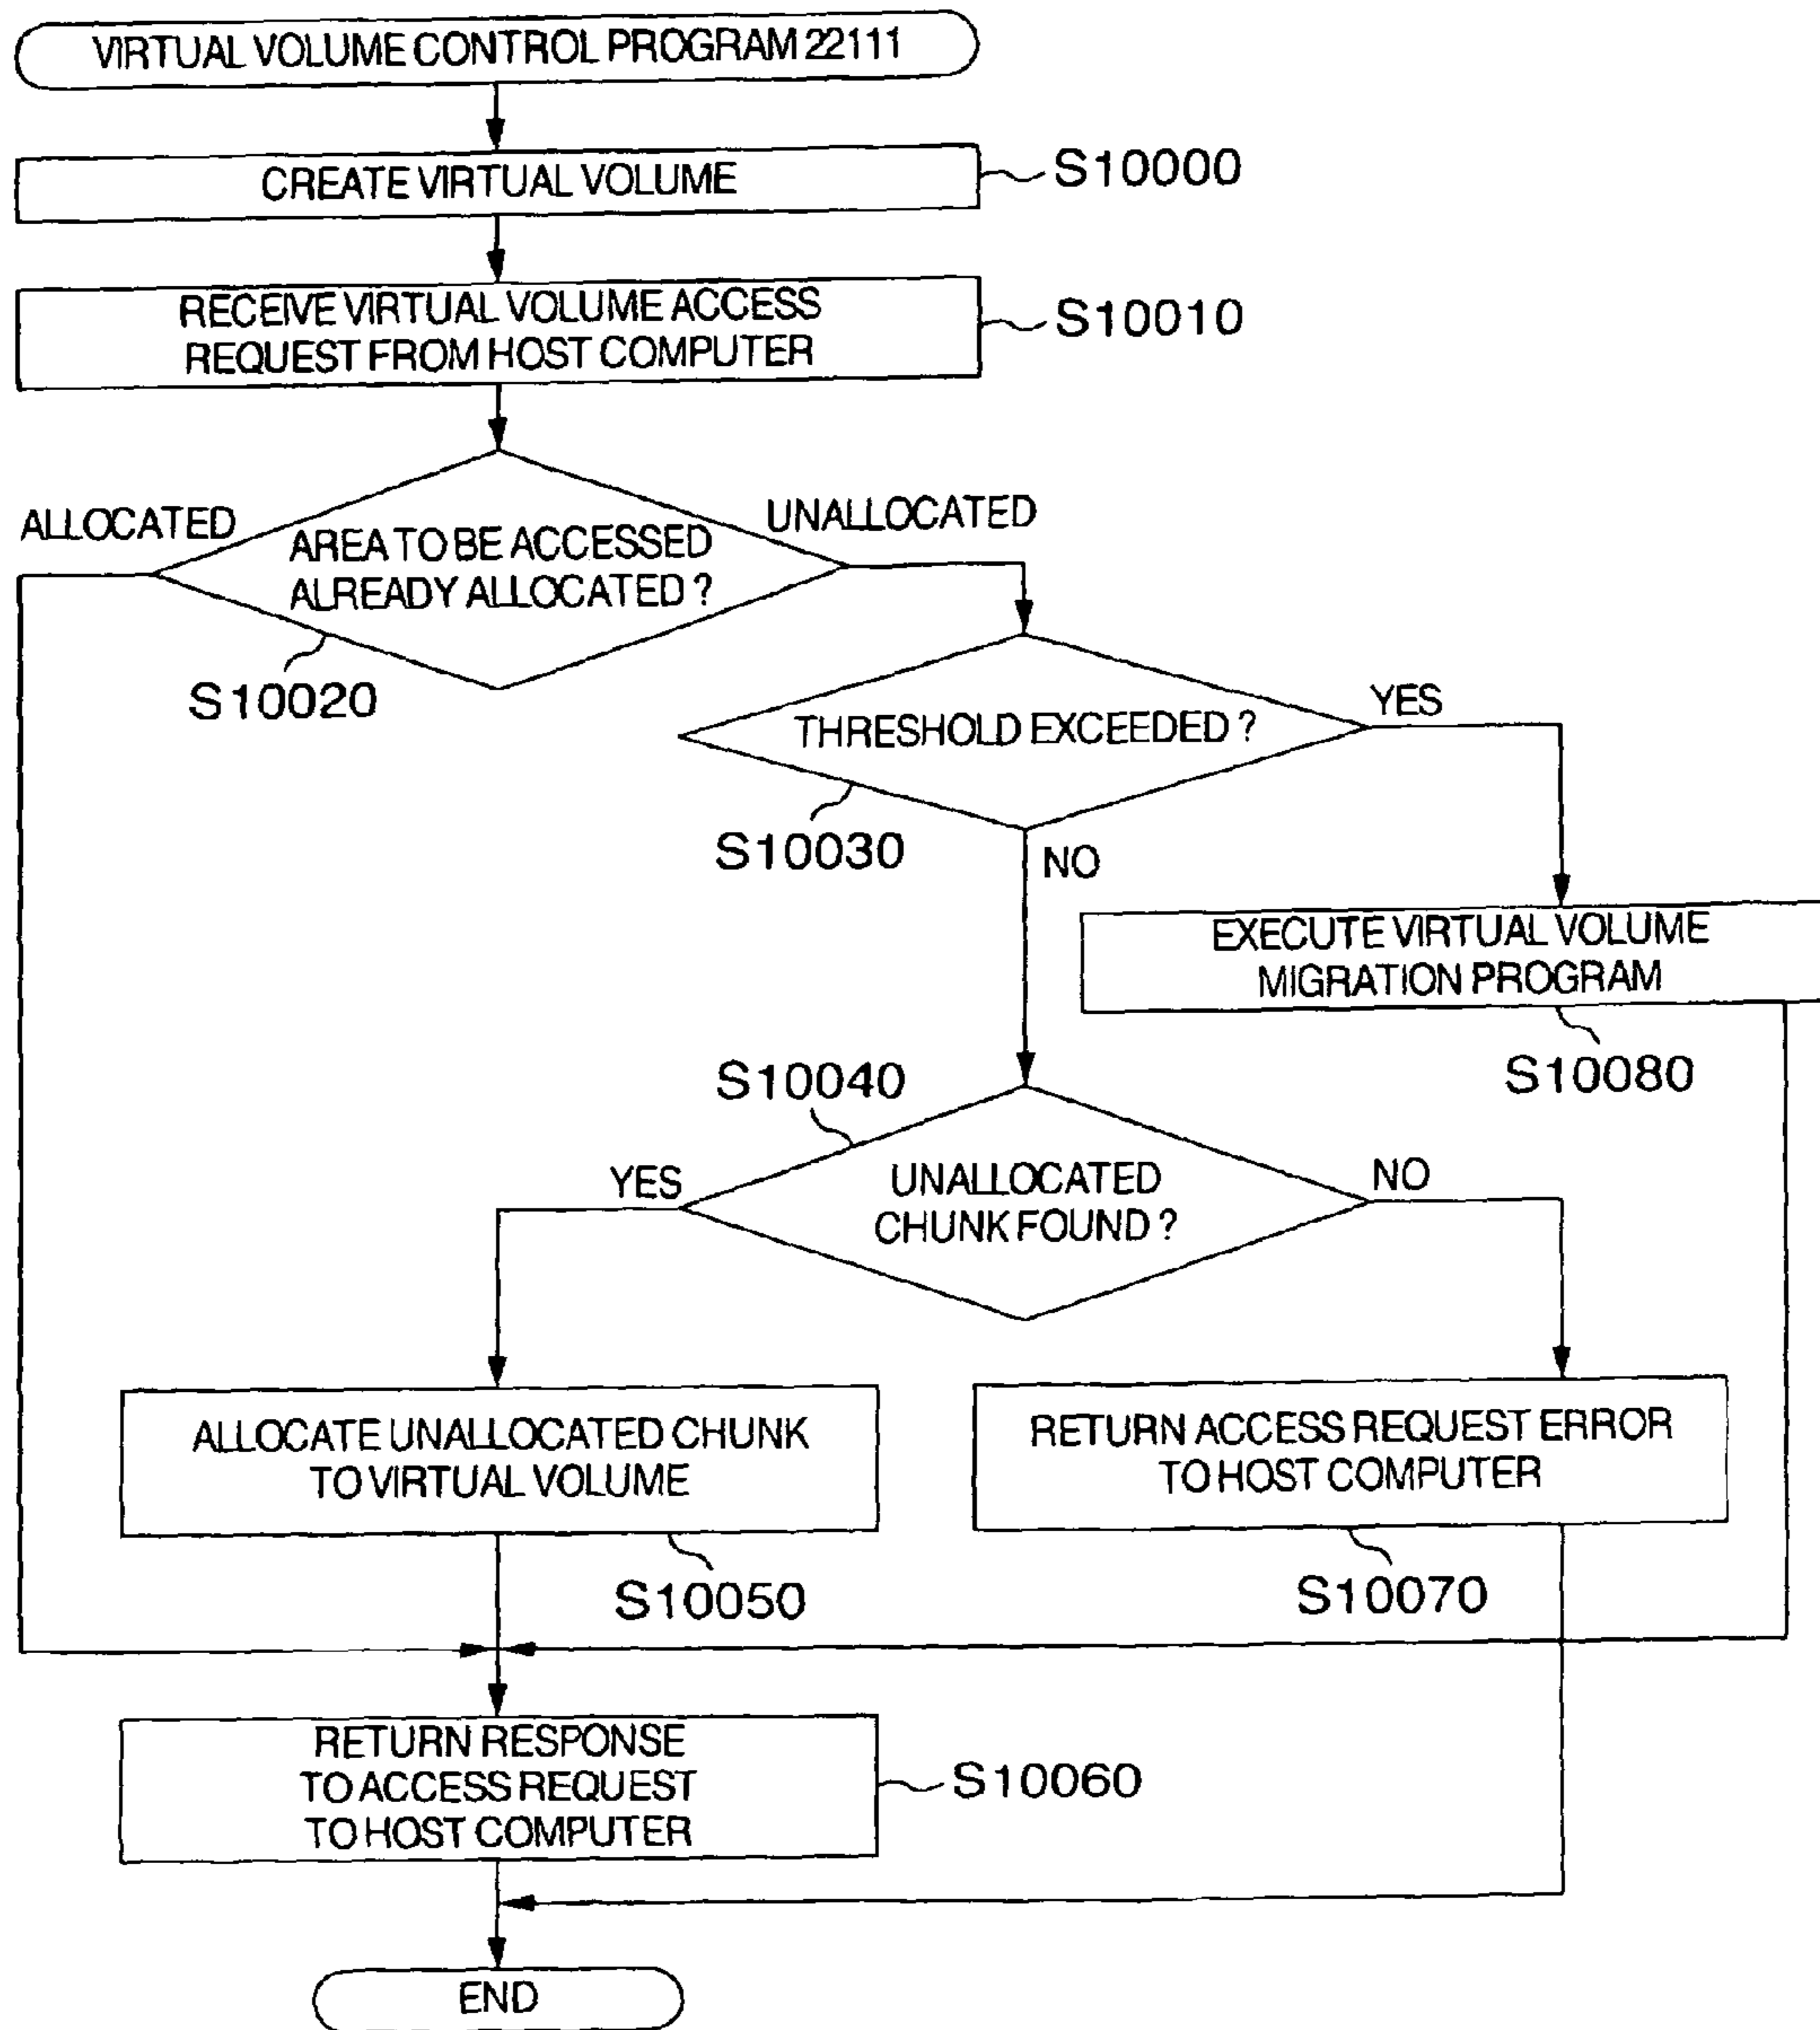 VIRTUAL VOLUME CONTROL PROGRAM 22111
CREATE VIRTUAL VOLUME
S10000
RECEIVE VIRTUAL VOLUME ACCESS
REQUEST FROM HOST COMPUTER
S10010
ALLOCATED
UNALLOCATED
AREA TO BE ACCESSED
ALREADY ALLOCATED ?
S10020
THRESHOLD EXCEEDED ?
YES
S10030
NO
EXECUTE VIRTUAL VOLUME
MIGRATION PROGRAM
S10080
S10040
YES
UNALLOCATED
CHUNK FOUND ?
NO
ALLOCATE UNALLOCATED CHUNK
TO VIRTUAL VOLUME
S10050
RETURN ACCESS REQUEST ERROR
TO HOST COMPUTER
S10070
RETURN RESPONSE
TO ACCESS REQUEST
TO HOST COMPUTER
S10060
END